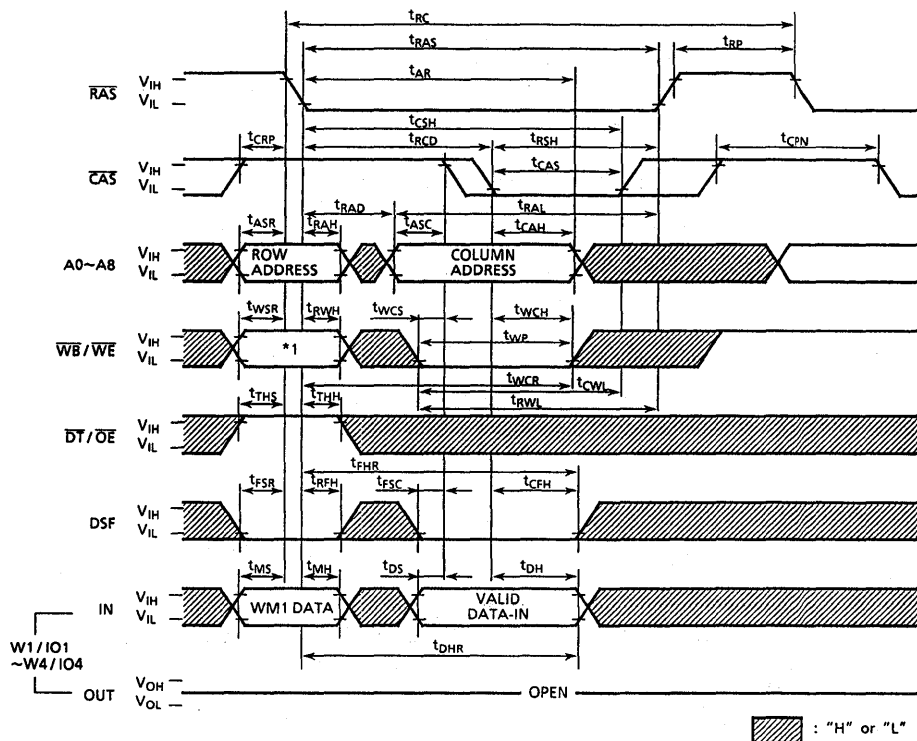 tRC
tRAS
tRP
tAR
RAS VIH
VIL
tCSH
tCRP
tRCD
tRSH
tCPN
CAS VIH
VIL
tCAS
tRAD
tRAL
tASR
tRAH
tASC
tCAH
A0~A8 VIH
VIL
ROW
ADDRESS
COLUMN
ADDRESS
tWSR
tRWH
tWCS
tWCH
WB/WE VIH
VIL
*1
tWP
tWCR
tCWL
tRWL
tTHS
tTHH
DT/OE VIH
VIL
tFHR
tFSR
tRFH
tFSC
tCFH
DSF VIH
VIL
tMS
tMH
tDS
tDH
IN VIH
VIL
WM1 DATA
VALID
DATA-IN
W1/IO1
~W4/IO4
tDHR
OUT VOH
VOL
OPEN
: "H" or "L"